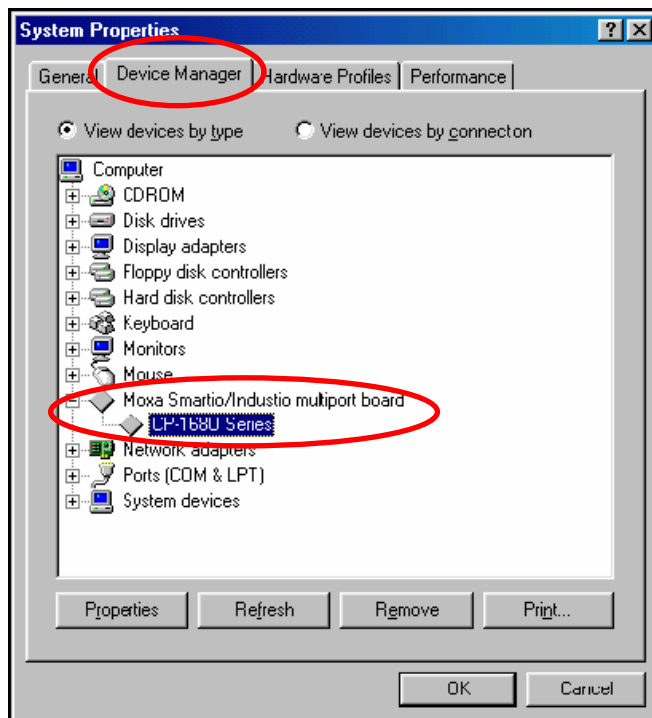 System Properties
General Device Manager Hardware Profiles Performance
View devices by type View devices by connecton
Computer
CDROM
Disk drives
Display adapters
Floppy disk controllers
Hard disk controllers
Keyboard
Monitors
Mouse
Moxa Smartio/Industio multiport board
CP-168U Series
Network adapters
Ports (COM & LPT)
System devices
Properties Refresh Remove Print...
OK Cancel